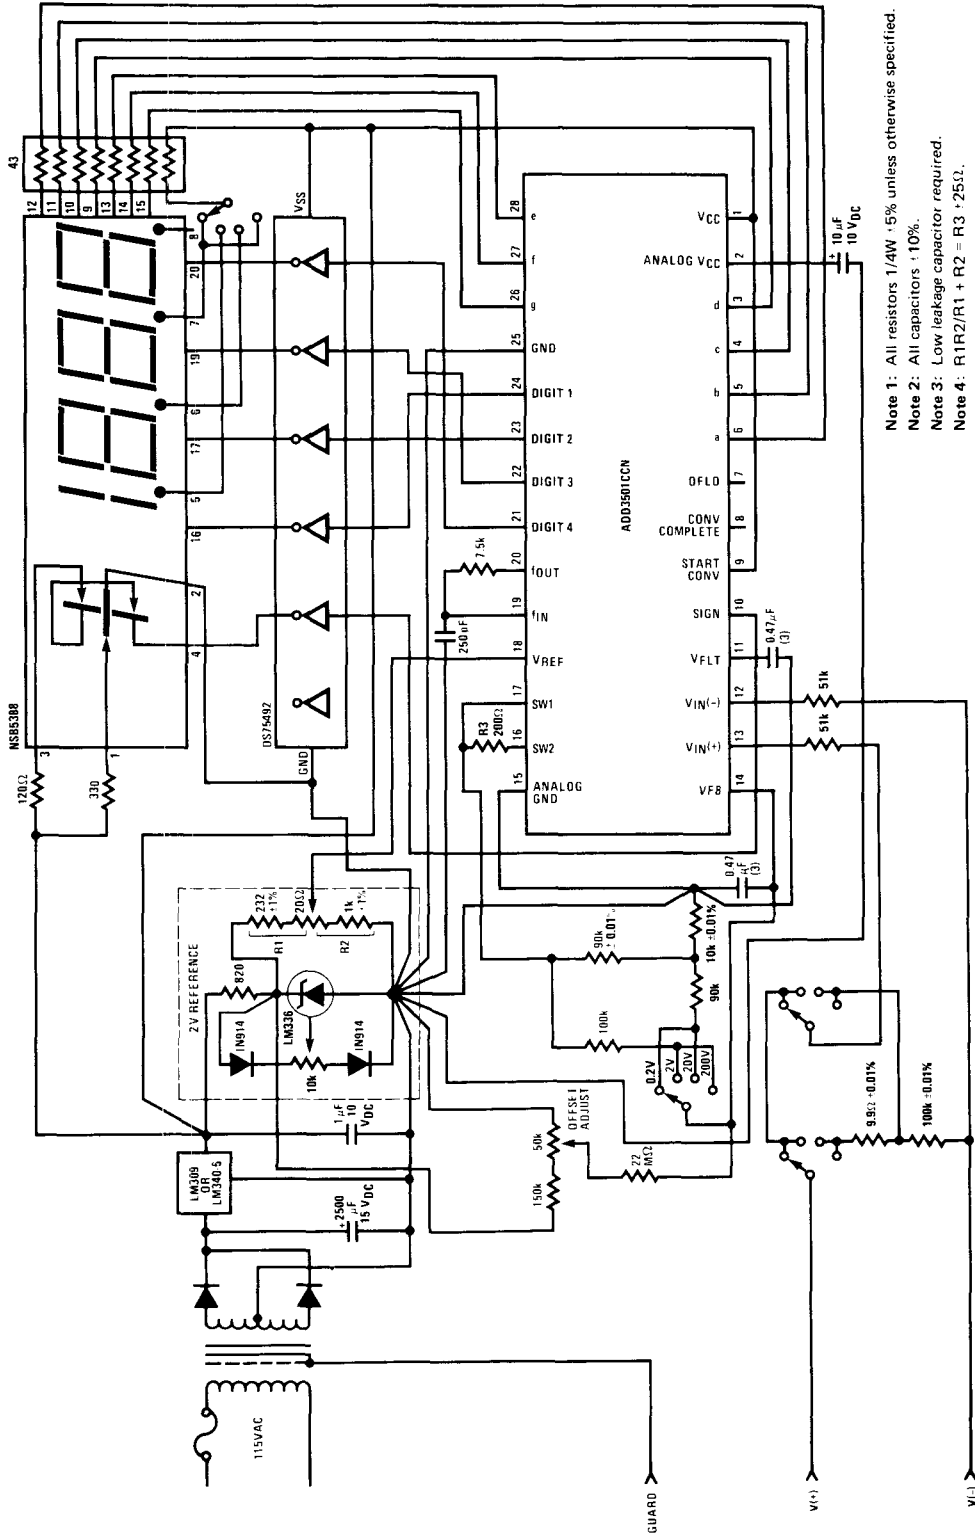 NSB5388
3
1
120Ω
330
12
11
10
9
13
14
15
43
4
2
16
5
17
6
19
7
20
8
DS75492
GND
VSS
2V REFERENCE
232
±1%
20Ω
1k
±1%
R1
R2
820
LM336
IN914
IN914
10k
LM309
OR
LM340-5
1 µF
10
VDC
+2500
µF
15 VDC
115VAC
250 pF
7.5k
R3
200Ω
15
ANALOG
GND
16
SW2
17
SW1
18
VREF
19
fIN
20
fOUT
21
DIGIT 4
22
DIGIT 3
23
DIGIT 2
24
DIGIT 1
25
GND
26
g
27
f
28
e
ADD3501CCN
VFB
14
VIN(+)
13
VIN(-)
12
VFLT
11
SIGN
10
START
CONV
9
CONV
COMPLETE
8
OFLO
7
a
6
b
5
c
4
d
3
ANALOG VCC
2
VCC
1
+ 10 µF
10 VDC
0.47µF
(3)
51k
51k
0.47
µF
(3)
10k ±0.01%
90k
±0.01%
90k
100k
0.2V
2V
20V
200V
OFFSET
ADJUST
50k
150k
22
MΩ
9.9Ω ±0.01%
100k ±0.01%
GUARD
V(+)
V(-)
Note 1: All resistors 1/4W ±5% unless otherwise specified.
Note 2: All capacitors ±10%.
Note 3: Low leakage capacitor required.
Note 4: R1R2/R1 + R2 = R3 ±25Ω.